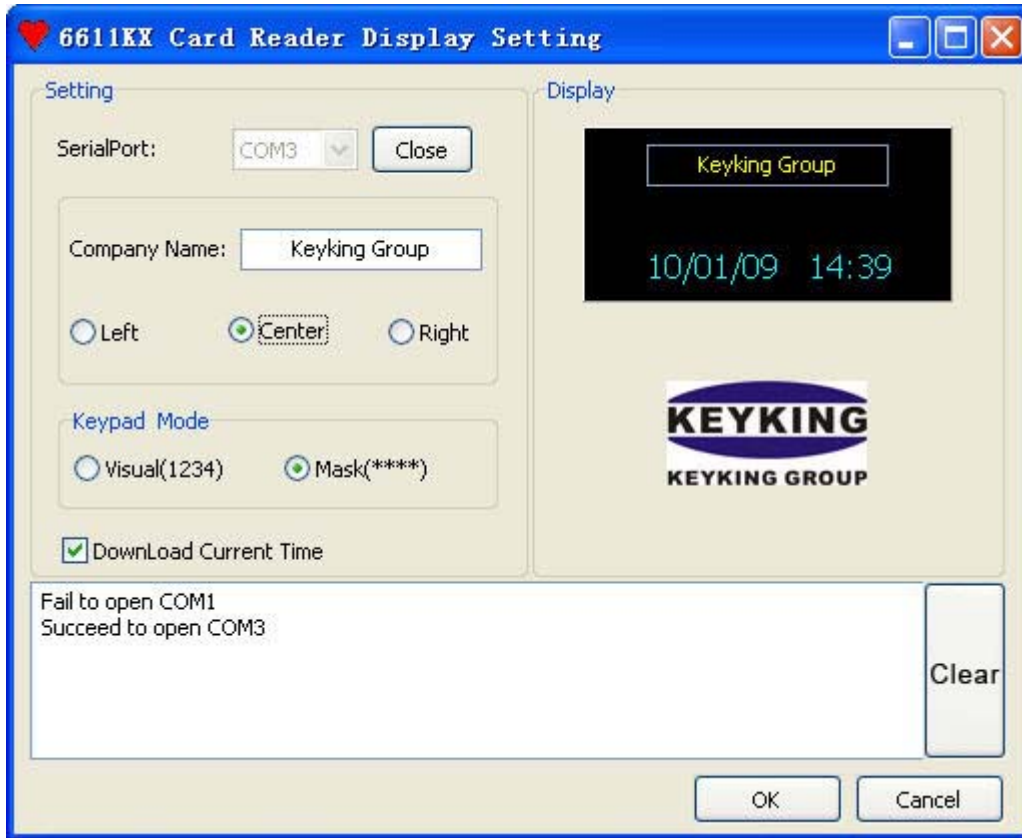 6611KX Card Reader Display Setting
Setting
SerialPort: COM3 Close
Company Name: Keyking Group
Left Center Right
Keypad Mode
Visual(1234) Mask(****)
DownLoad Current Time
Display
Keyking Group
10/01/09 14:39
KEYKING
KEYKING GROUP
Fail to open COM1
Succeed to open COM3
Clear
OK Cancel